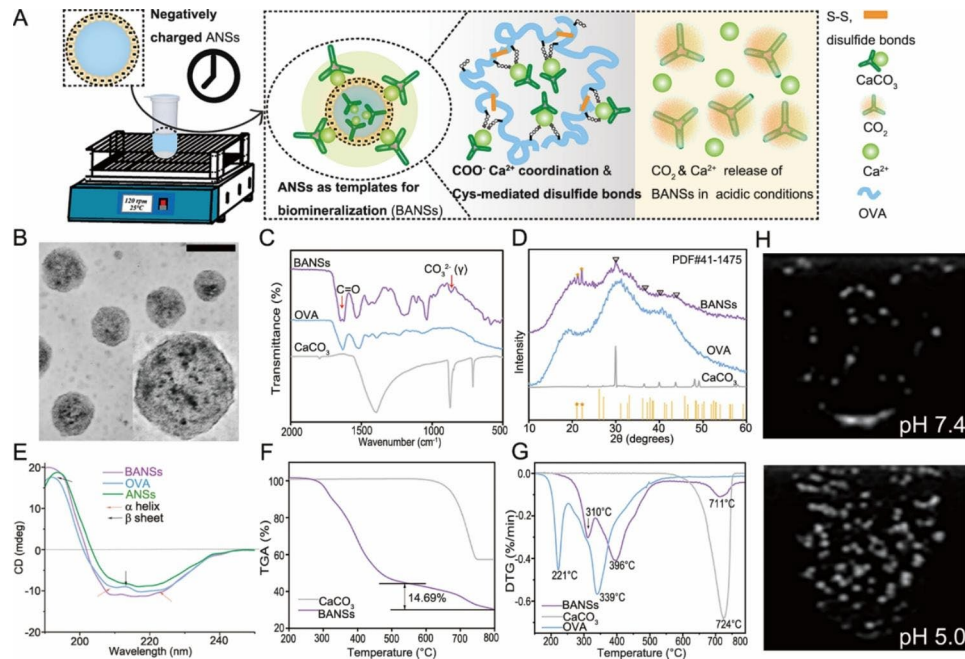 A
Negatively
charged ANSs
120 rpm
25°C
ANSs as templates for
biomineralization (BANSs)
COO⁻ Ca²⁺ coordination &
Cys-mediated disulfide bonds
CO₂ & Ca²⁺ release of
BANSs in acidic conditions
S-S,
disulfide bonds
CaCO₃
CO₂
Ca²⁺
OVA
B
C
BANSs
C=O
CO₃²⁻ (γ)
OVA
CaCO₃
Transmittance (%)
2000 1500 1000 500
Wavenumber (cm⁻¹)
D
PDF#41-1475
BANSs
OVA
CaCO₃
Intensity
10 20 30 40 50 60
2θ (degrees)
H
pH 7.4
pH 5.0
E
BANSs
OVA
ANSs
α helix
β sheet
CD (mdeg)
20
10
0
-10
-20
200 210 220 230 240
Wavelength (nm)
F
TGA (%)
100
80
60
40
14.69%
CaCO₃
BANSs
200 300 400 500 600 700 800
Temperature (°C)
G
DTG (%/min)
0.0
-0.2
-0.4
-0.6
310°C
711°C
221°C
396°C
339°C
724°C
BANSs
CaCO₃
OVA
200 300 400 500 600 700 800
Temperature (°C)